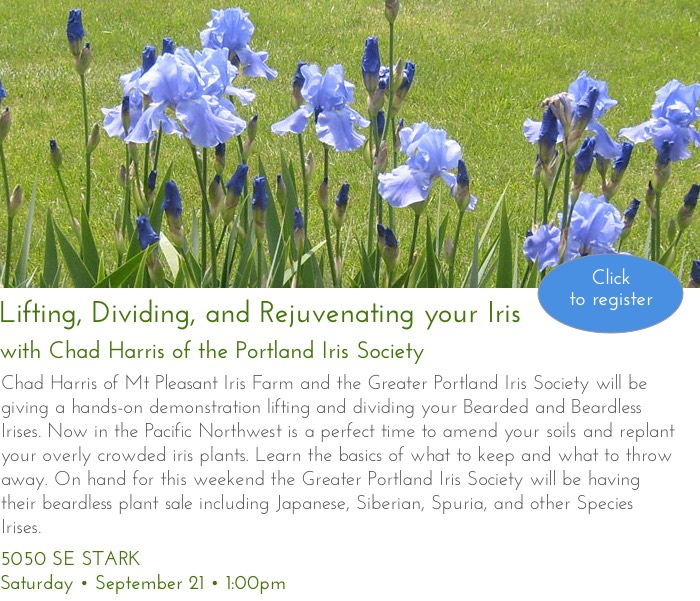 Click
to register
Lifting, Dividing, and Rejuvenating your Iris
with Chad Harris of the Portland Iris Society
Chad Harris of Mt Pleasant Iris Farm and the Greater Portland Iris Society will be
giving a hands-on demonstration lifting and dividing your Bearded and Beardless
Irises. Now in the Pacific Northwest is a perfect time to amend your soils and replant
your overly crowded iris plants. Learn the basics of what to keep and what to throw
away. On hand for this weekend the Greater Portland Iris Society will be having
their beardless plant sale including Japanese, Siberian, Spuria, and other Species
Irises.
5050 SE STARK
Saturday • September 21 • 1:00pm